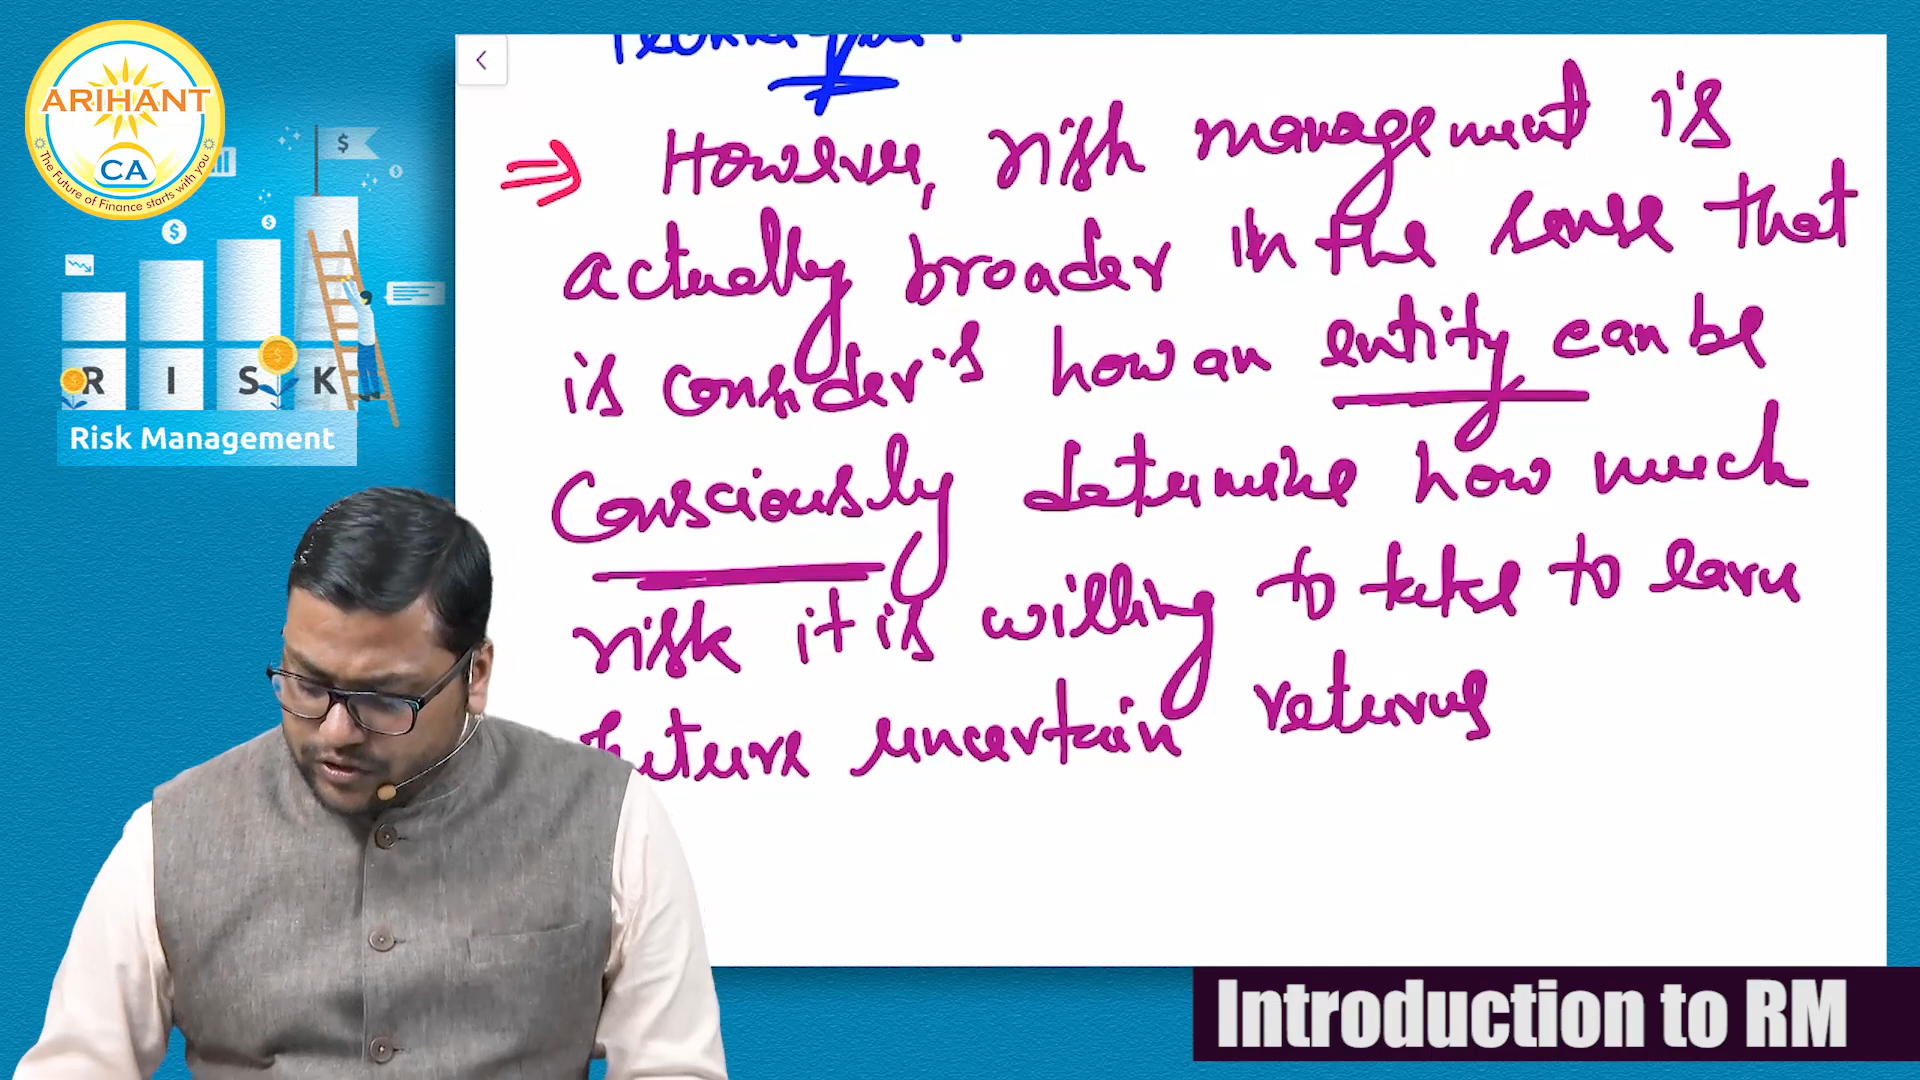 ARIHANT
CA
The Future of Finance starts with you
R I S K
Risk Management
⇒ However, risk management is
actually broader in the sense that
is consider's how an entity can be
Consciously determine how much
risk it is willing to take to earn
future uncertain returns
Introduction to RM